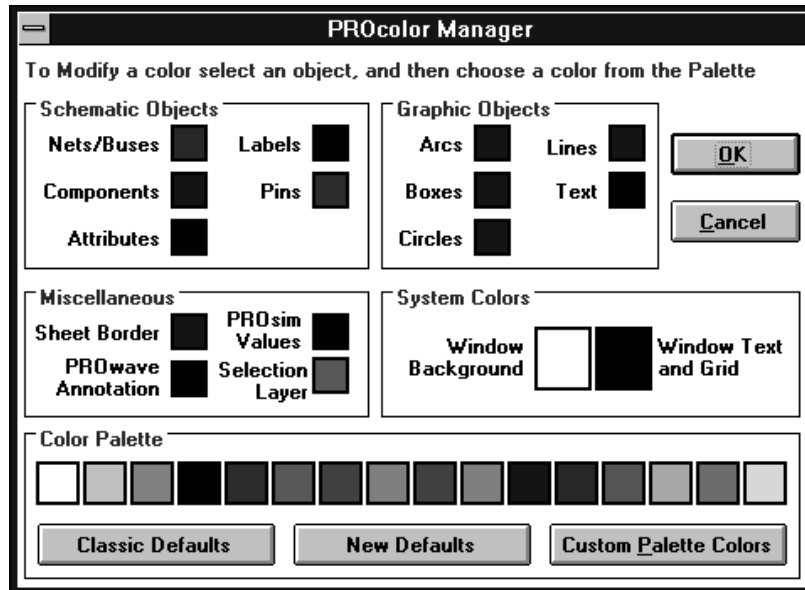 PROcolor Manager
To Modify a color select an object, and then choose a color from the Palette
Schematic Objects
Nets/Buses
Labels
Components
Pins
Attributes
Graphic Objects
Arcs
Lines
Boxes
Text
Circles
OK
Cancel
Miscellaneous
Sheet Border
PROsim
Values
PROwave
Annotation
Selection
Layer
System Colors
Window
Background
Window Text
and Grid
Color Palette
Classic Defaults
New Defaults
Custom Palette Colors